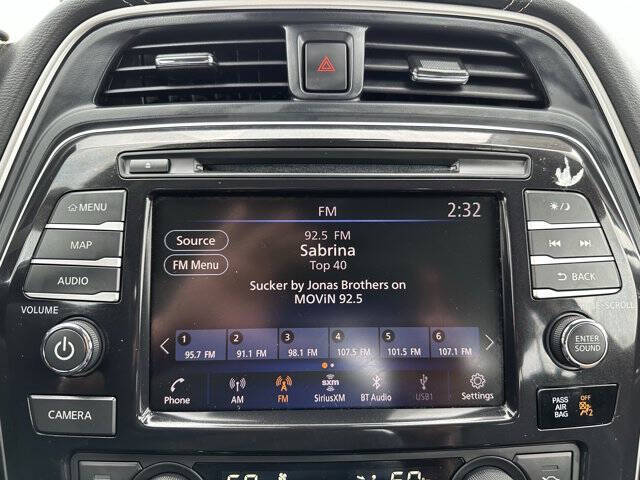 FM
2:32
MENU
MAP
AUDIO
VOLUME
CAMERA
Source
FM Menu
92.5 FM
Sabrina
Top 40
Sucker by Jonas Brothers on
MOViN 92.5
1 2 3 4 5 6
95.7 FM 91.1 FM 98.1 FM 107.5 FM 101.5 FM 107.1 FM
Phone
AM
FM
sxm
SiriusXM
BT Audio
USB1
Settings
BACK
-SCROLL
ENTER
SOUND
PASS
AIR
BAG
OFF
2
60